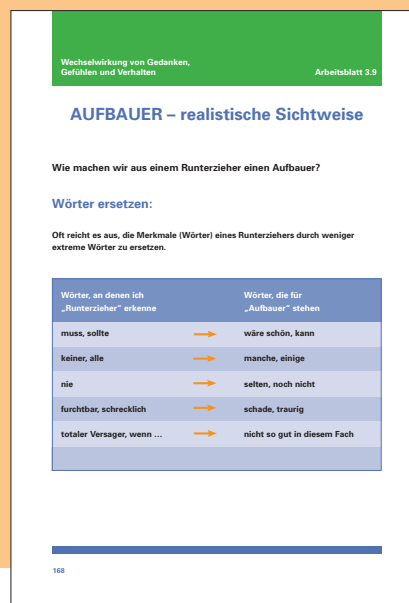 Wechselwirkung von Gedanken,
Gefühlen und Verhalten
Arbeitsblatt 3.9
AUFBAUER – realistische Sichtweise
Wie machen wir aus einem Runterzieher einen Aufbauer?
Wörter ersetzen:
Oft reicht es aus, die Merkmale (Wörter) eines Runterziehers durch weniger
extreme Wörter zu ersetzen.
Wörter, an denen ich
„Runterzieher“ erkenne
Wörter, die für
„Aufbauer“ stehen
muss, sollte
wäre schön, kann
keiner, alle
manche, einige
nie
selten, noch nicht
furchtbar, schrecklich
schade, traurig
totaler Versager, wenn ...
nicht so gut in diesem Fach
168